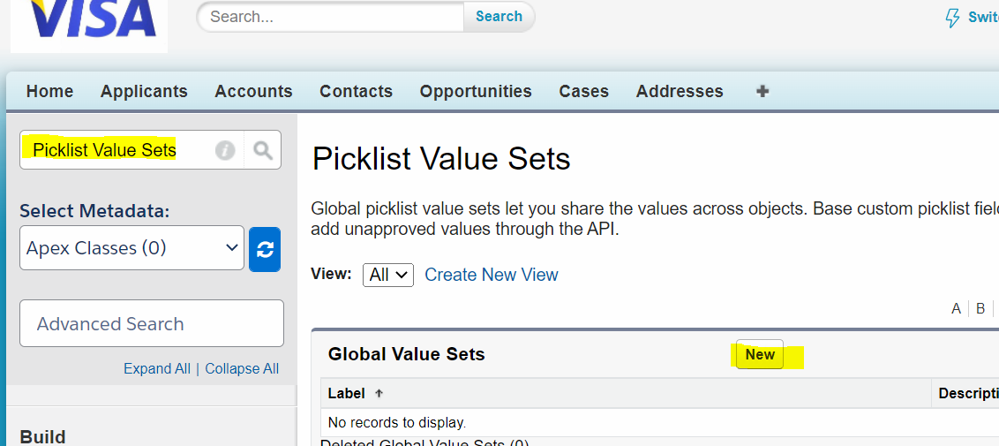 VISA
Search...
Search
Home Applicants Accounts Contacts Opportunities Cases Addresses
Picklist Value Sets
Picklist Value Sets
Select Metadata:
Global picklist value sets let you share the values across objects. Base custom picklist
add unapproved values through the API.
Apex Classes (0)
View: All Create New View
Advanced Search
A | B |
Expand All | Collapse All
Global Value Sets New
Label
No records to display.
Deleted Global Value Sets (0)
Build